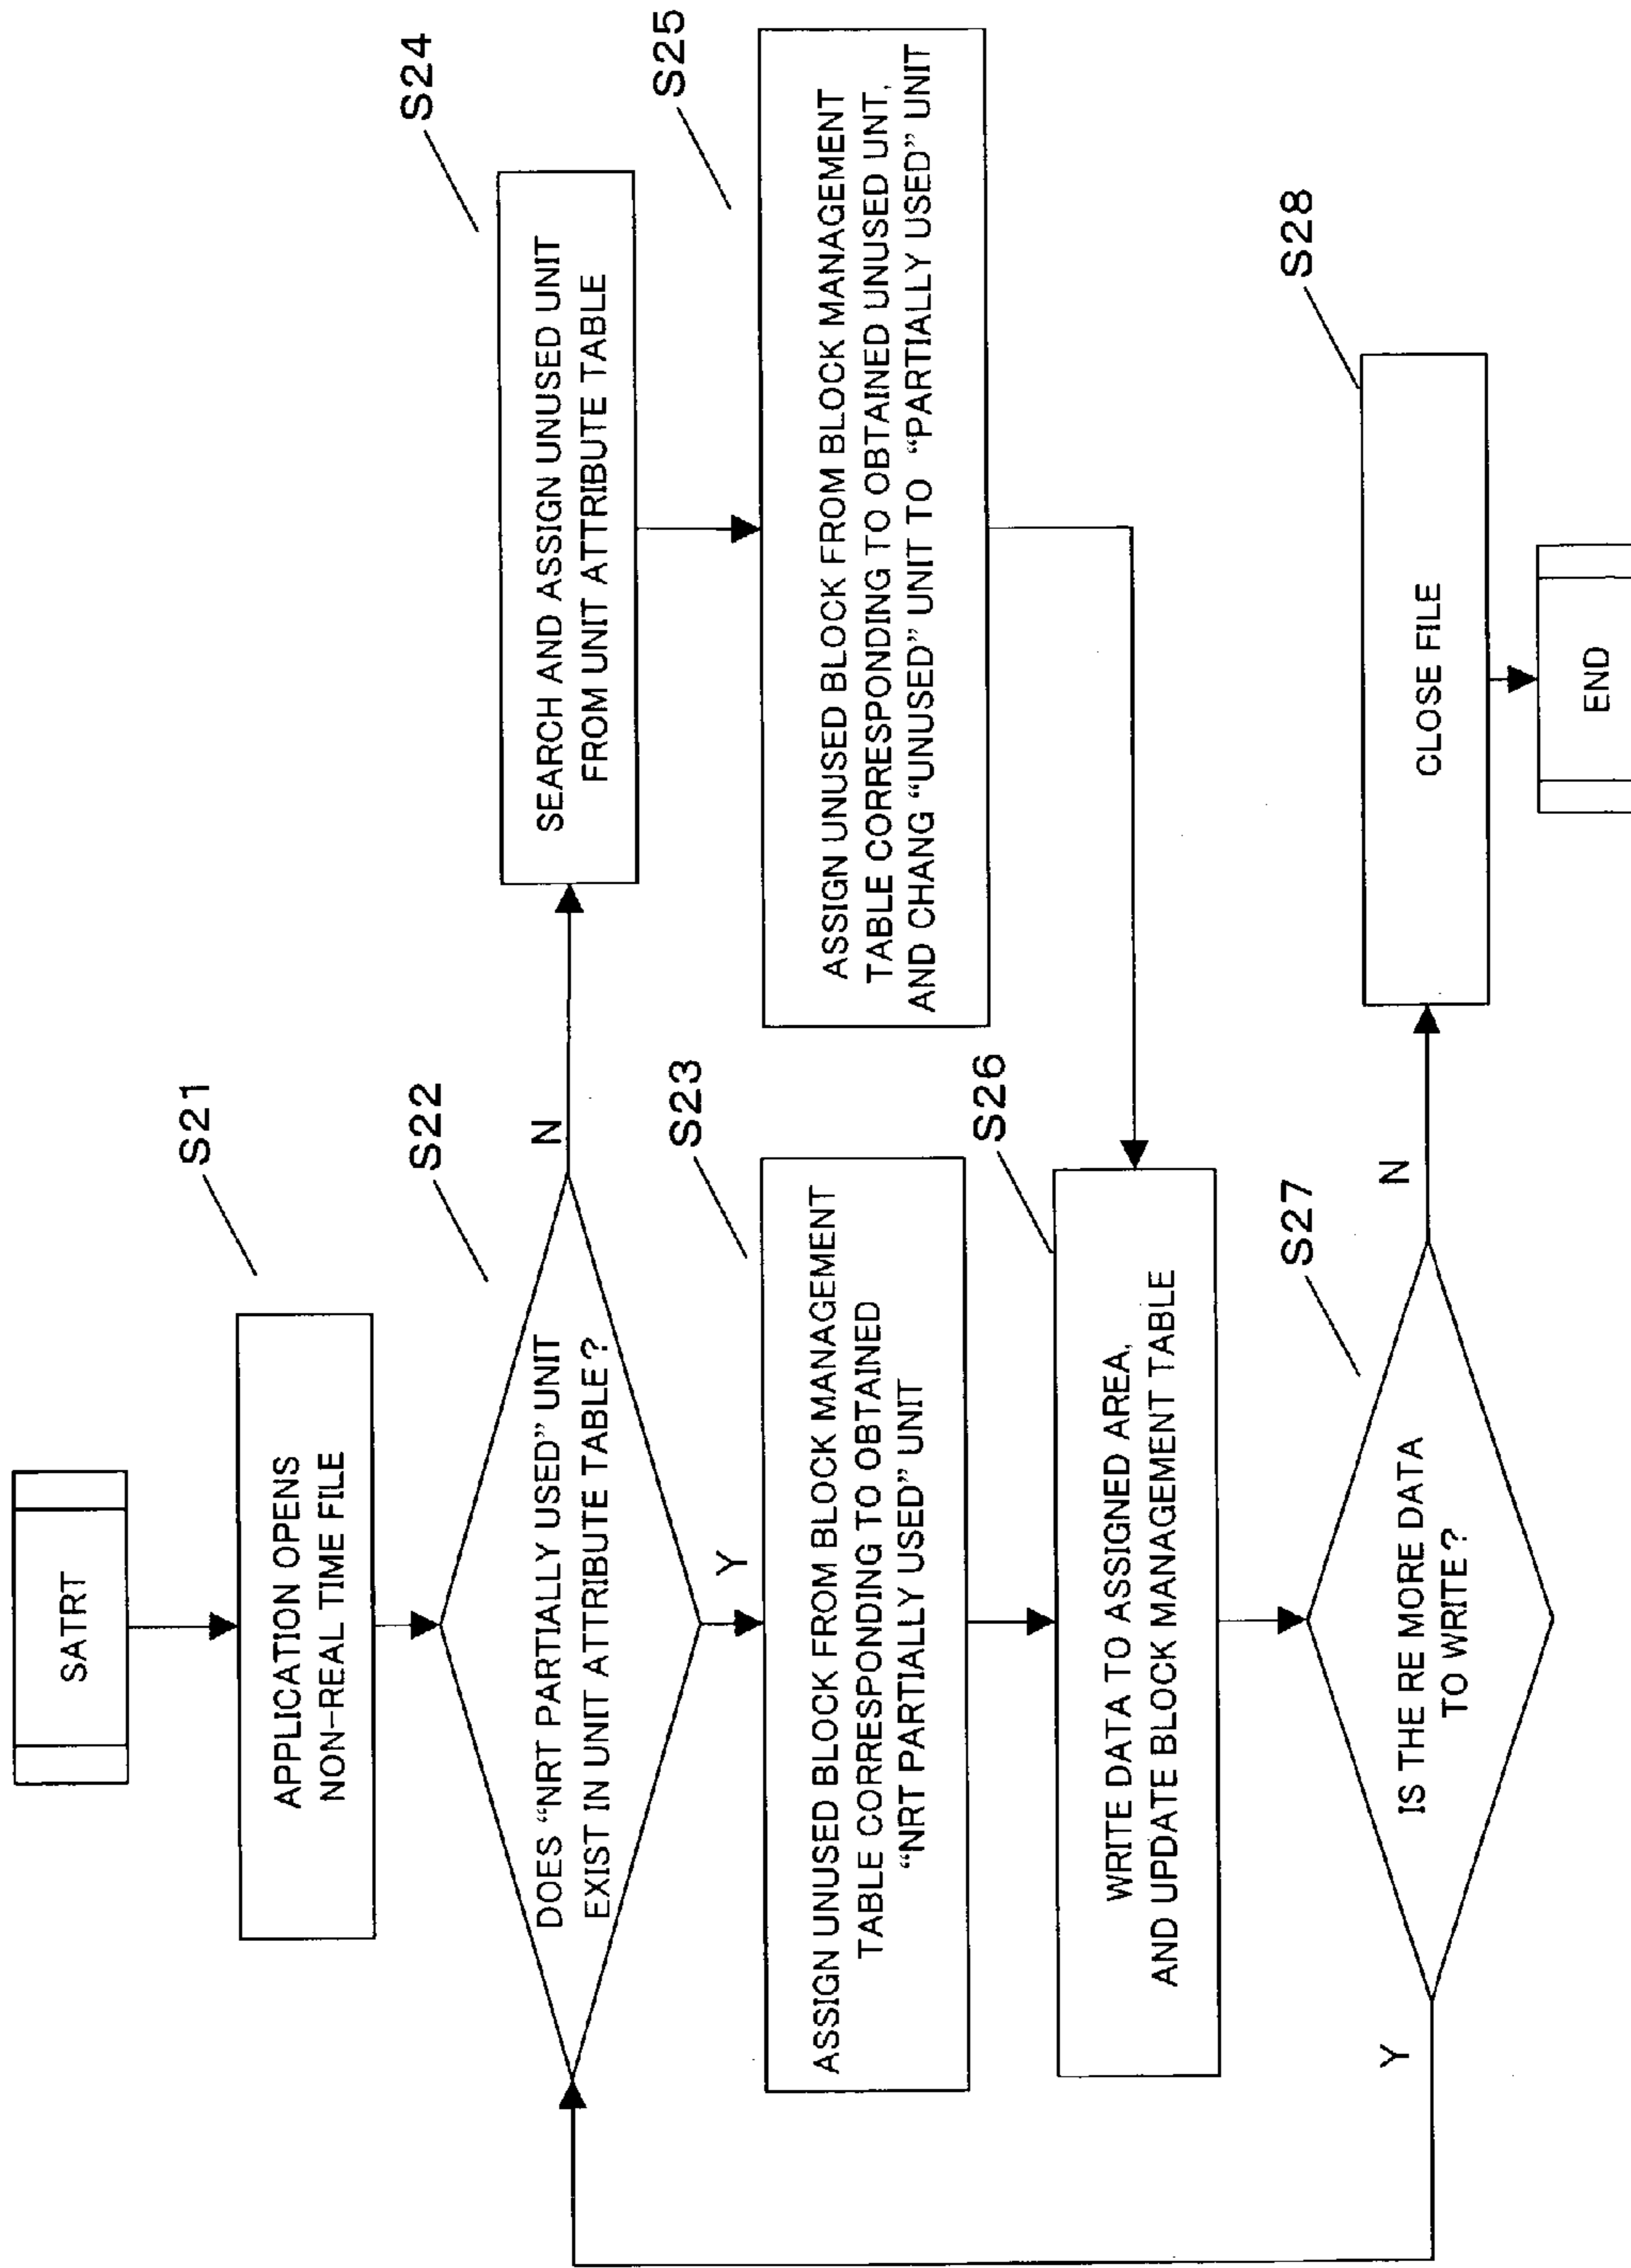 SATRT
S21
APPLICATION OPENS
NON-REAL TIME FILE
S22
DOES “NRT PARTIALLY USED” UNIT
EXIST IN UNIT ATTRIBUTE TABLE?
N
Y
S24
SEARCH AND ASSIGN UNUSED UNIT
FROM UNIT ATTRIBUTE TABLE
S23
ASSIGN UNUSED BLOCK FROM BLOCK MANAGEMENT
TABLE CORRESPONDING TO OBTAINED
“NRT PARTIALLY USED” UNIT
S25
ASSIGN UNUSED BLOCK FROM BLOCK MANAGEMENT
TABLE CORRESPONDING TO OBTAINED UNUSED UNT,
AND CHANG “UNUSED” UNIT TO “PARTIALLY USED” UNIT
S26
WRITE DATA TO ASSIGNED AREA,
AND UPDATE BLOCK MANAGEMENT TABLE
S27
IS THE RE MORE DATA
TO WRITE?
Y
N
S28
CLOSE FILE
END